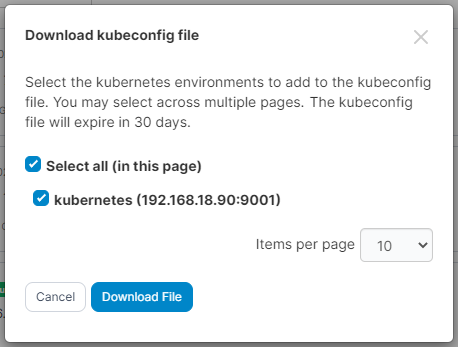 Download kubeconfig file
Select the kubernetes environments to add to the kubeconfig
file. You may select across multiple pages. The kubeconfig
file will expire in 30 days.
Select all (in this page)
kubernetes (192.168.18.90:9001)
Items per page 10
Cancel Download File